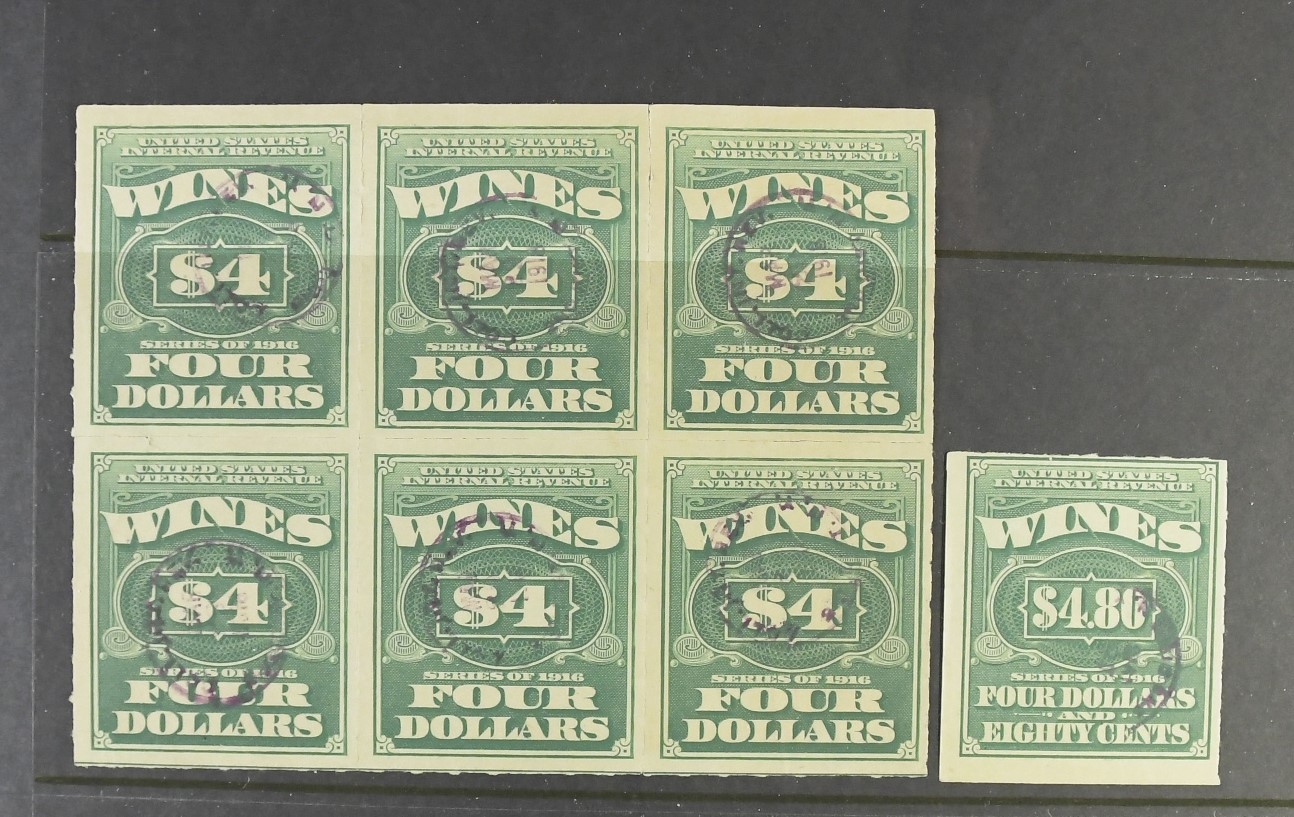 UNITED STATES
INTERNAL REVENUE
WINES
$4
SERIES OF 1916
FOUR
DOLLARS
UNITED STATES
INTERNAL REVENUE
WINES
$4
SERIES OF 1916
FOUR
DOLLARS
UNITED STATES
INTERNAL REVENUE
WINES
$4
SERIES OF 1916
FOUR
DOLLARS
UNITED STATES
INTERNAL REVENUE
WINES
$4
SERIES OF 1916
FOUR
DOLLARS
UNITED STATES
INTERNAL REVENUE
WINES
$4
SERIES OF 1916
FOUR
DOLLARS
UNITED STATES
INTERNAL REVENUE
WINES
$4
SERIES OF 1916
FOUR
DOLLARS
UNITED STATES
INTERNAL REVENUE
WINES
$4.80
SERIES OF 1916
FOUR DOLLARS
AND
EIGHTY CENTS